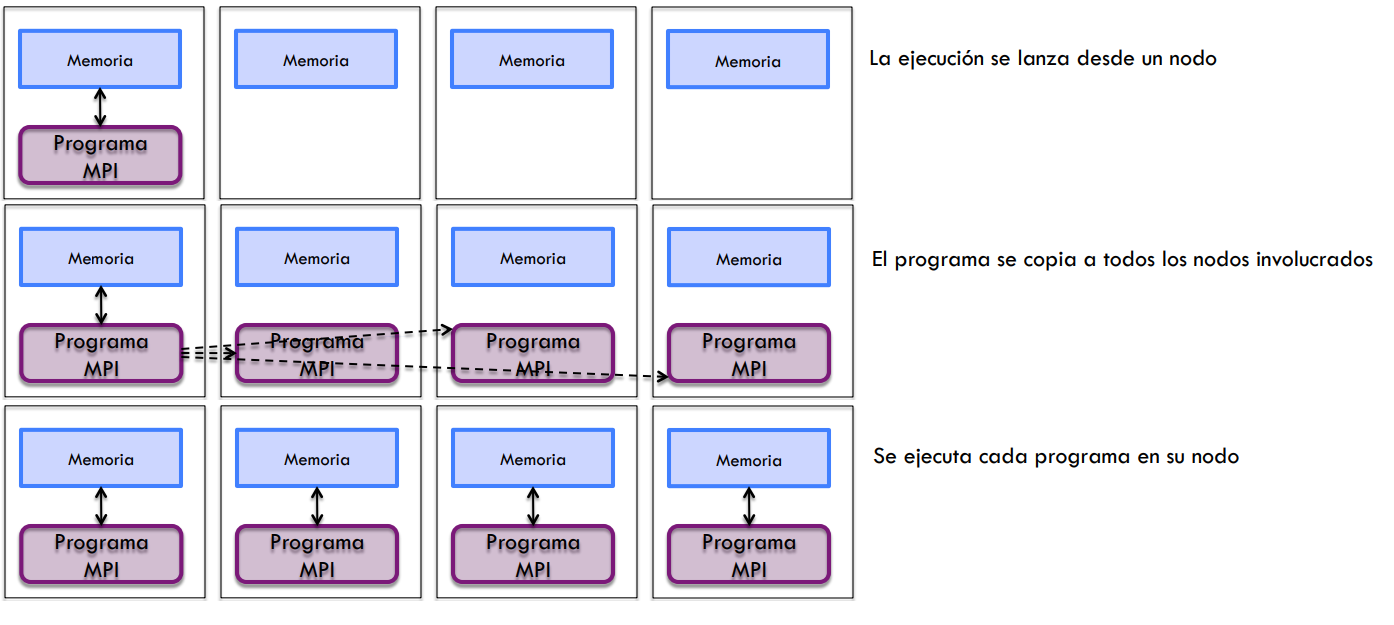 Memoria
Memoria
Memoria
Memoria
La ejecución se lanza desde un nodo
Programa
MPI
Memoria
Memoria
Memoria
Memoria
El programa se copia a todos los nodos involucrados
Programa
MPI
Programa
MPI
Programa
MPI
Programa
MPI
Memoria
Memoria
Memoria
Memoria
Se ejecuta cada programa en su nodo
Programa
MPI
Programa
MPI
Programa
MPI
Programa
MPI